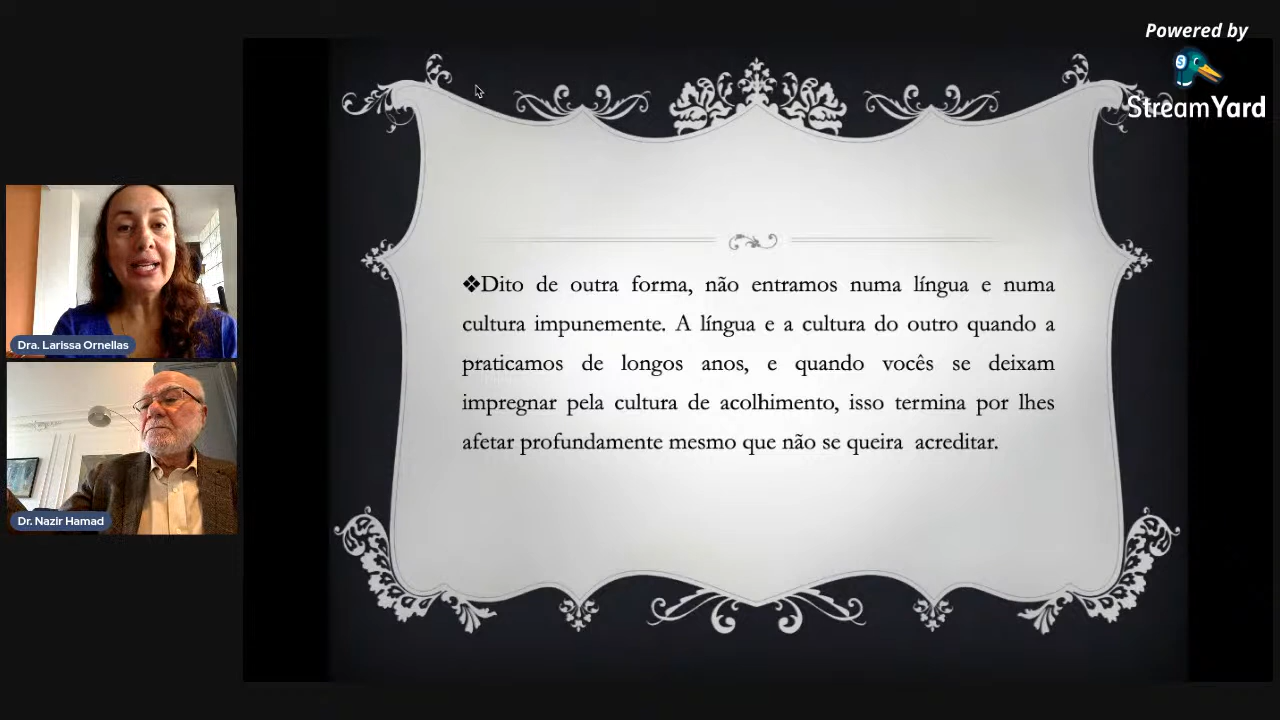 Powered by
StreamYard
Dra. Larissa Ornellas
Dr. Nazir Hamad
❖Dito de outra forma, não entramos numa língua e numa
cultura impunemente. A língua e a cultura do outro quando a
praticamos de longos anos, e quando vocês se deixam
impregnar pela cultura de acolhimento, isso termina por lhes
afetar profundamente mesmo que não se queira acreditar.